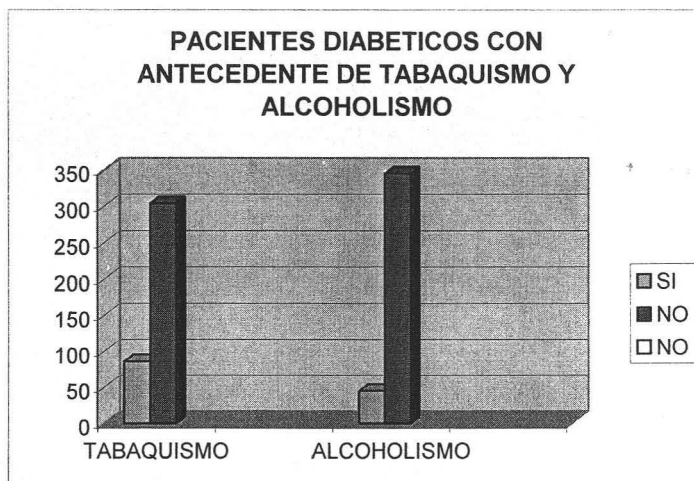 PACIENTES DIABETICOS CON
ANTECEDENTE DE TABAQUISMO Y
ALCOHOLISMO
350
300
250
200
150
100
50
0
TABAQUISMO
ALCOHOLISMO
SI
NO
NO